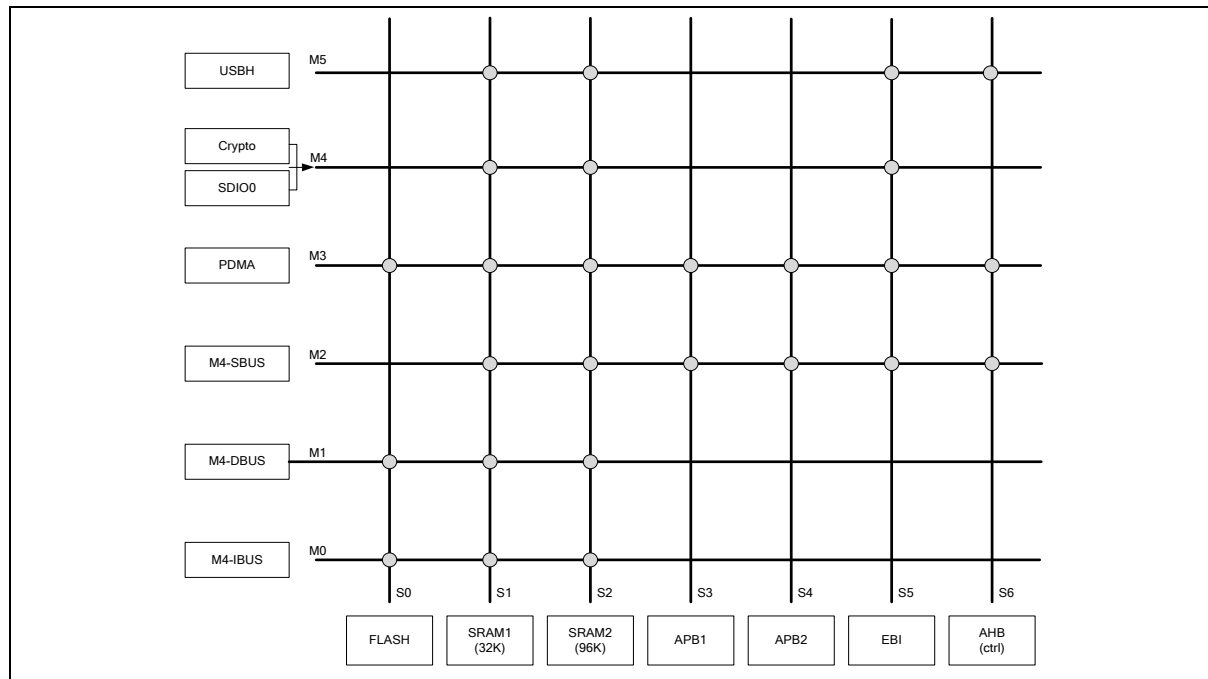 M5
USBH
Crypto
M4
SDIO0
M3
PDMA
M2
M4-SBUS
M1
M4-DBUS
M0
M4-IBUS
S0 S1 S2 S3 S4 S5 S6
FLASH
SRAM1
(32K)
SRAM2
(96K)
APB1
APB2
EBI
AHB
(ctrl)